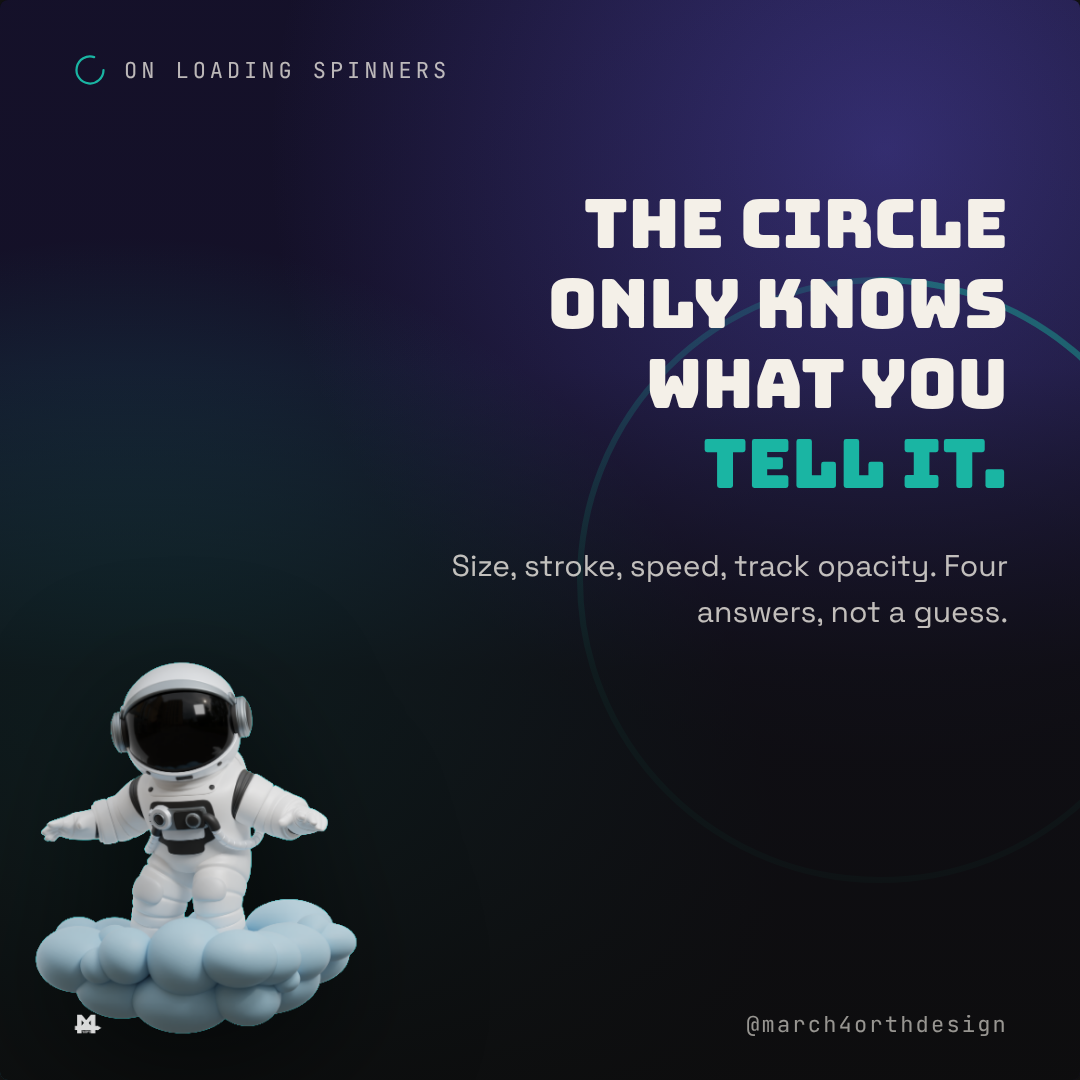 ON LOADING SPINNERS
THE CIRCLE
ONLY KNOWS
WHAT YOU
TELL IT.
Size, stroke, speed, track opacity. Four
answers, not a guess.
@march4orthdesign